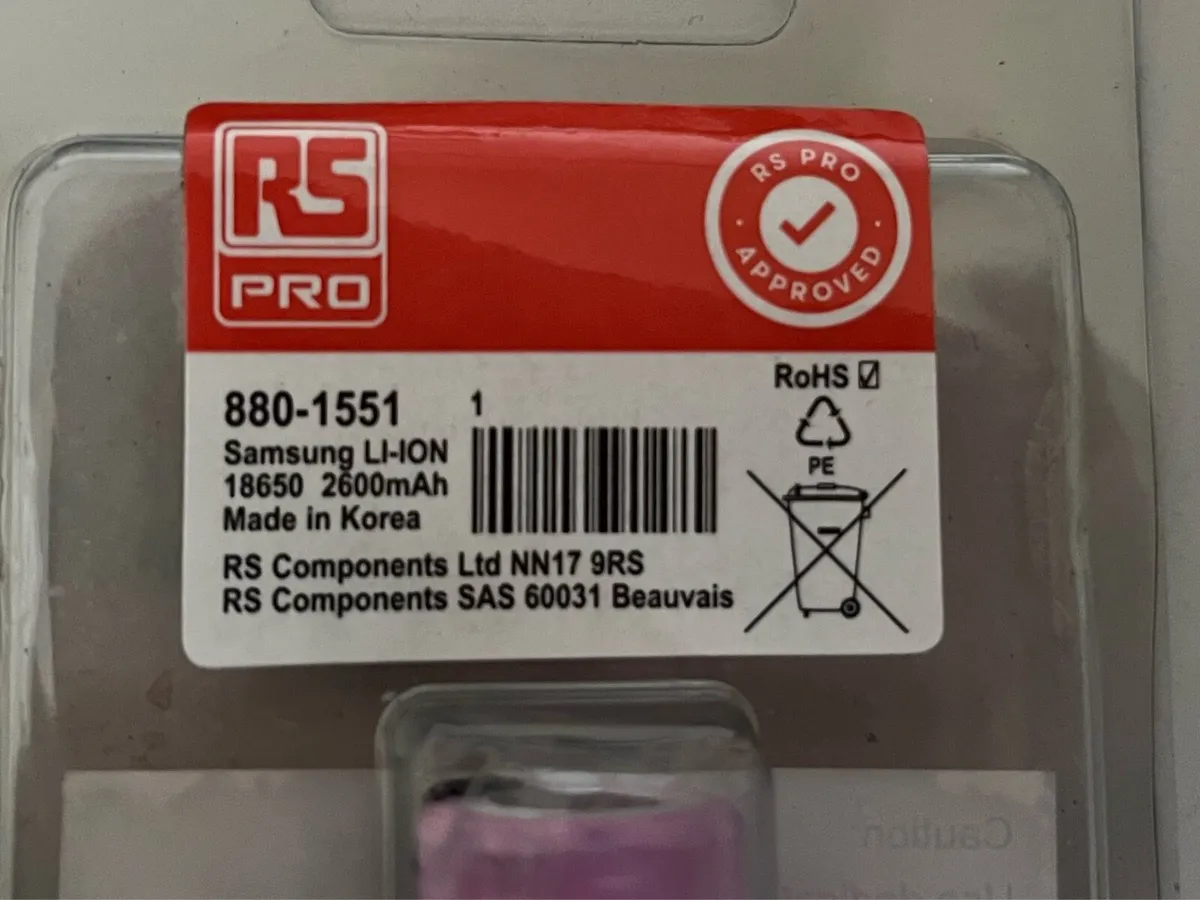 RS
PRO
RS PRO
APPROVED
RoHS
880-1551
1
Samsung LI-ION
18650 2600mAh
Made in Korea
PE
RS Components Ltd NN17 9RS
RS Components SAS 60031 Beauvais
Caution